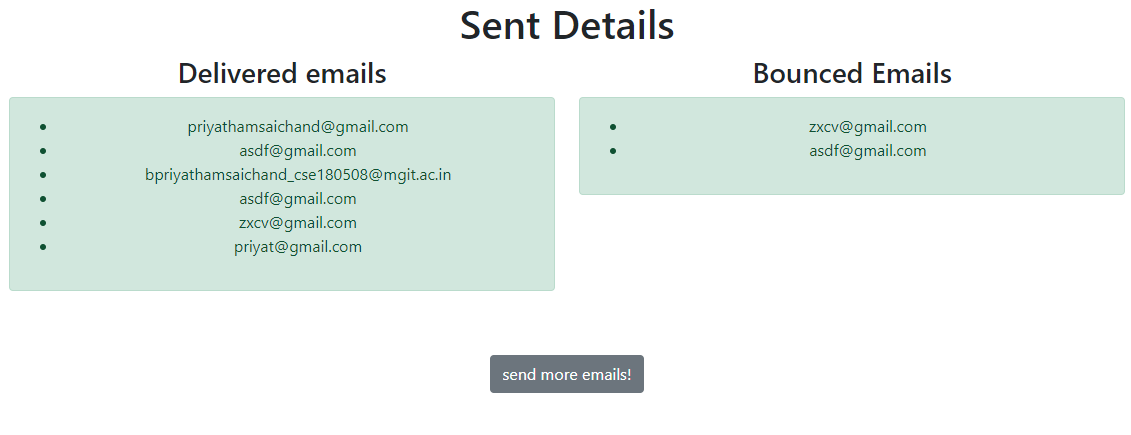 Sent Details
Delivered emails
priyathamsaichand@gmail.com
asdf@gmail.com
bpriyathamsaichand_cse180508@mgit.ac.in
asdf@gmail.com
zxcv@gmail.com
priyat@gmail.com
Bounced Emails
zxcv@gmail.com
asdf@gmail.com
send more emails!